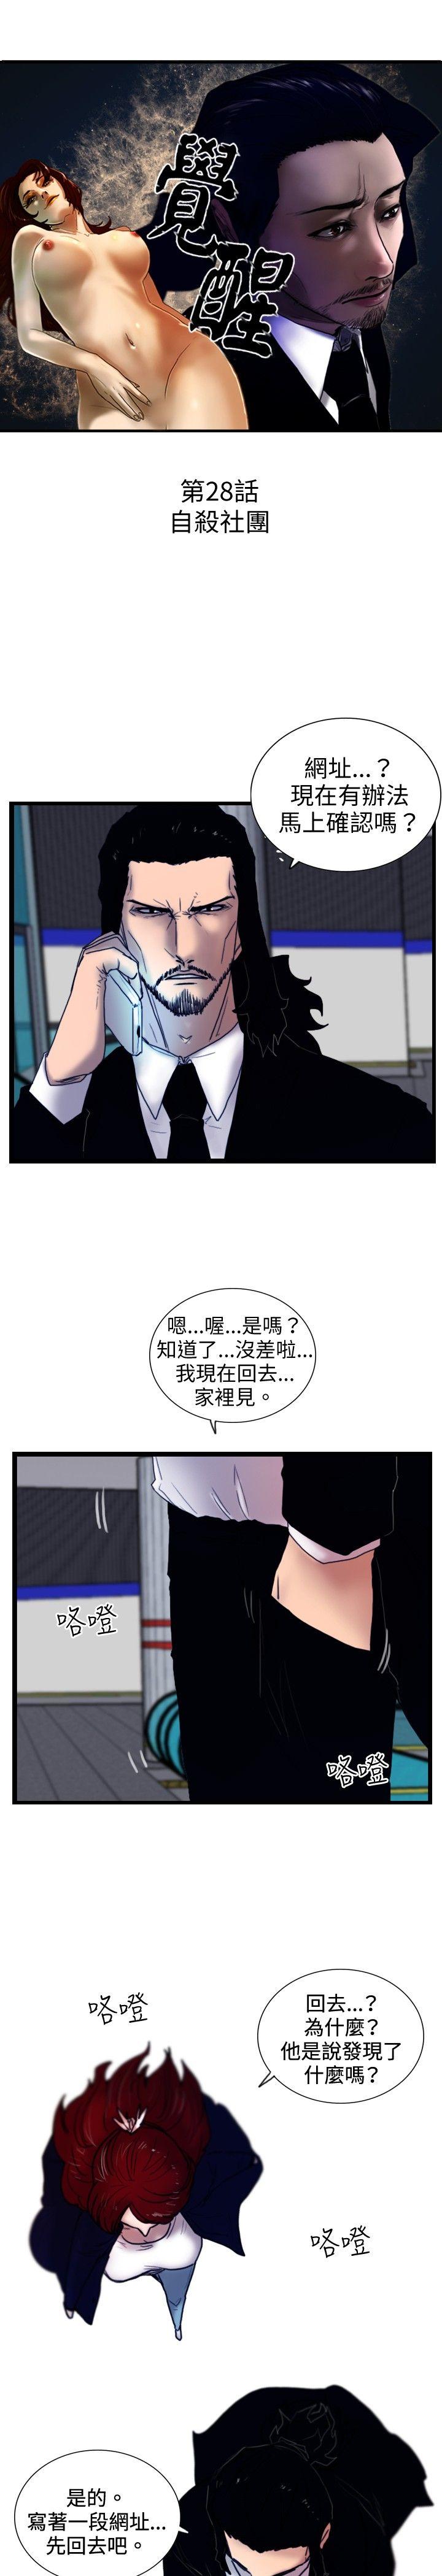 覺醒
第28話
自殺社團
網址...？
現在有辦法
馬上確認嗎？
嗯...喔...是嗎？
知道了...沒差啦...
我現在回去...
家裡見。
咯噔
咯噔
咯噔
回去...？
為什麼？
他是說發現了
什麼嗎？
咯噔
是的。
寫著一段網址...
先回去吧。